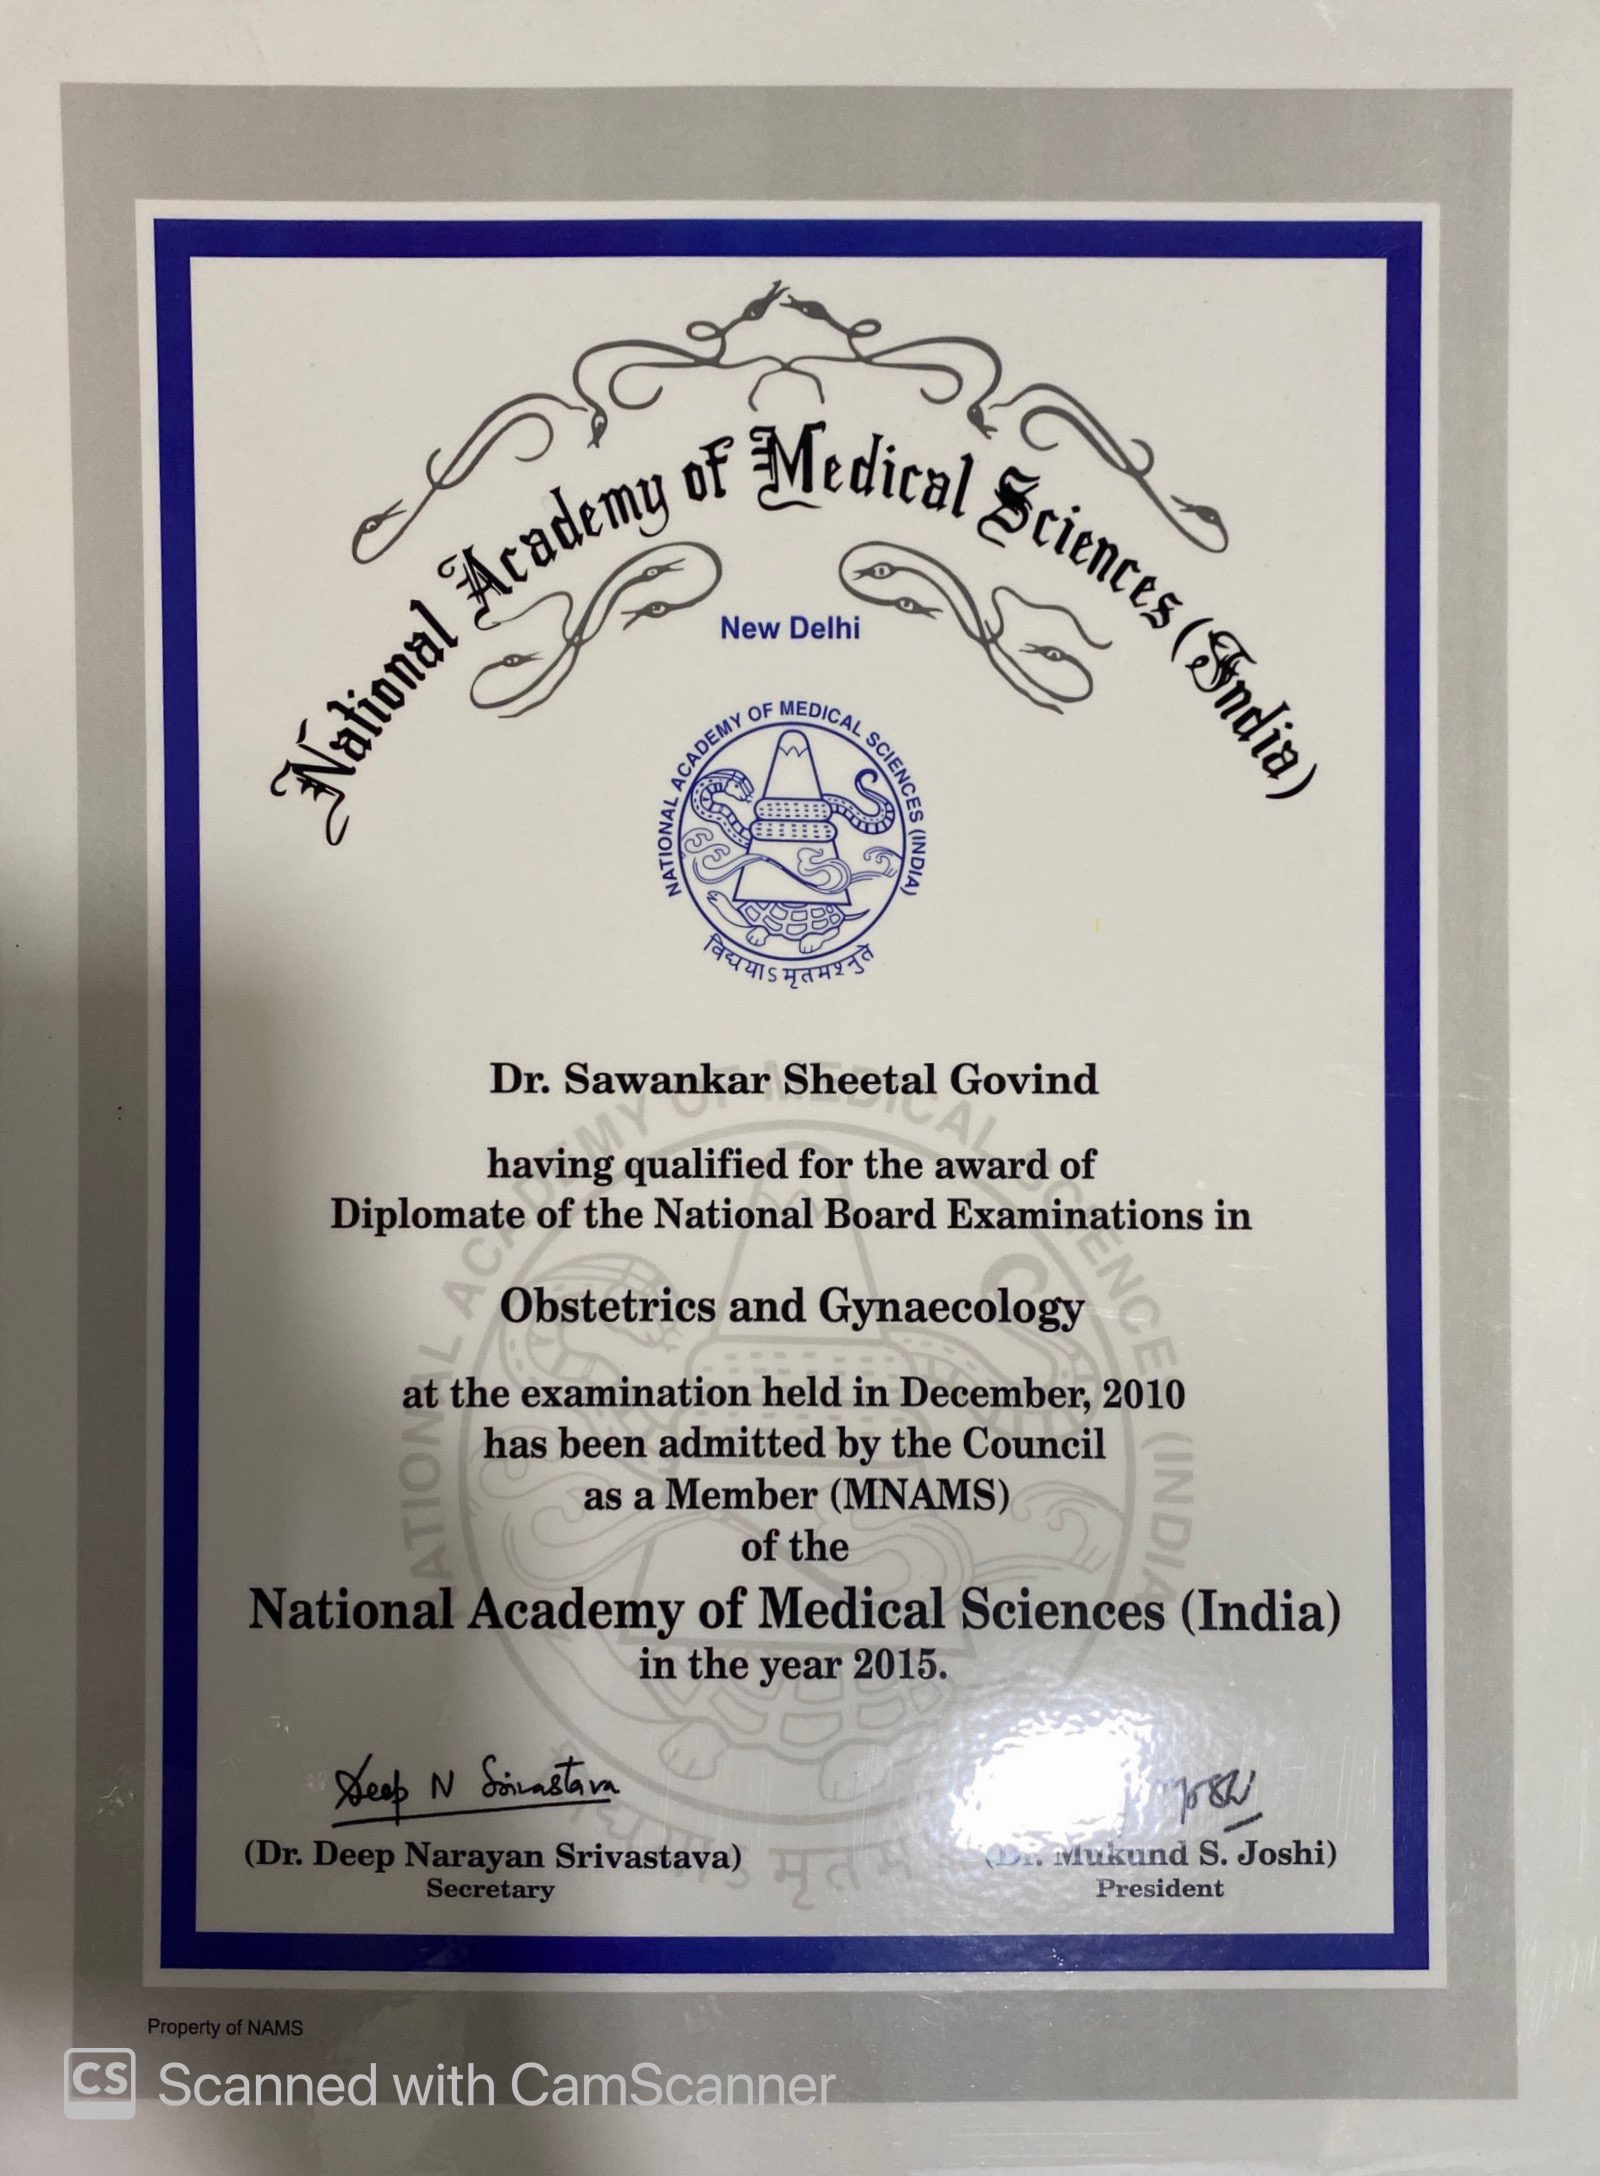 National Academy of Medical Sciences (India)
New Delhi
NATIONAL ACADEMY OF MEDICAL SCIENCES (INDIA)
विद्ययाऽमृतमश्नुते
Dr. Sawankar Sheetal Govind
having qualified for the award of
Diplomate of the National Board Examinations in
Obstetrics and Gynaecology
at the examination held in December, 2010
has been admitted by the Council
as a Member (MNAMS)
of the
National Academy of Medical Sciences (India)
in the year 2015.
Deep N Srivastava
(Dr. Deep Narayan Srivastava) (Dr. Mukund S. Joshi)
Secretary President
Property of NAMS
CS Scanned with CamScanner